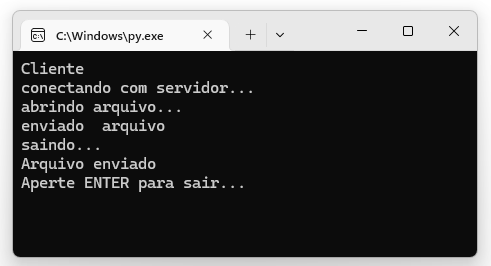 C:\Windows\py.exe
Cliente
conectando com servidor...
abrindo arquivo...
enviado  arquivo
saindo...
Arquivo enviado
Aperte ENTER para sair...